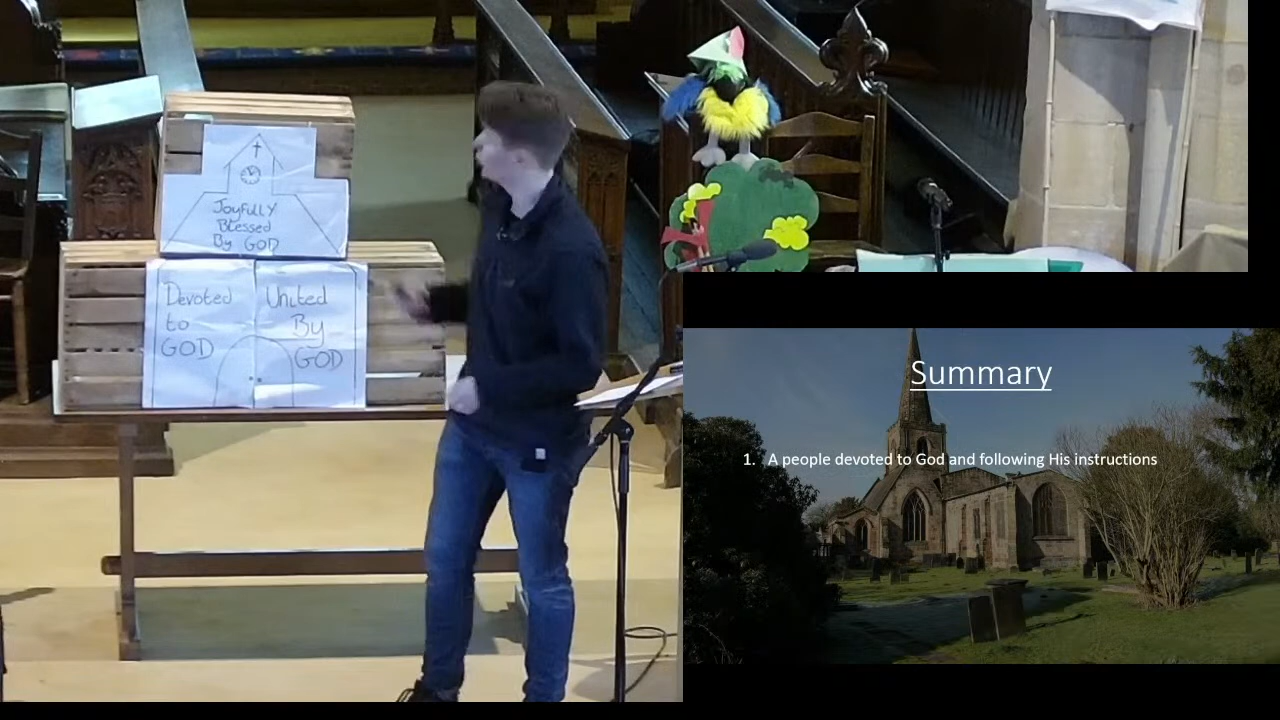 Joyfully
Blessed
By GOD
Devoted
to
GOD
United
By
GOD
Summary
1. A people devoted to God and following His instructions